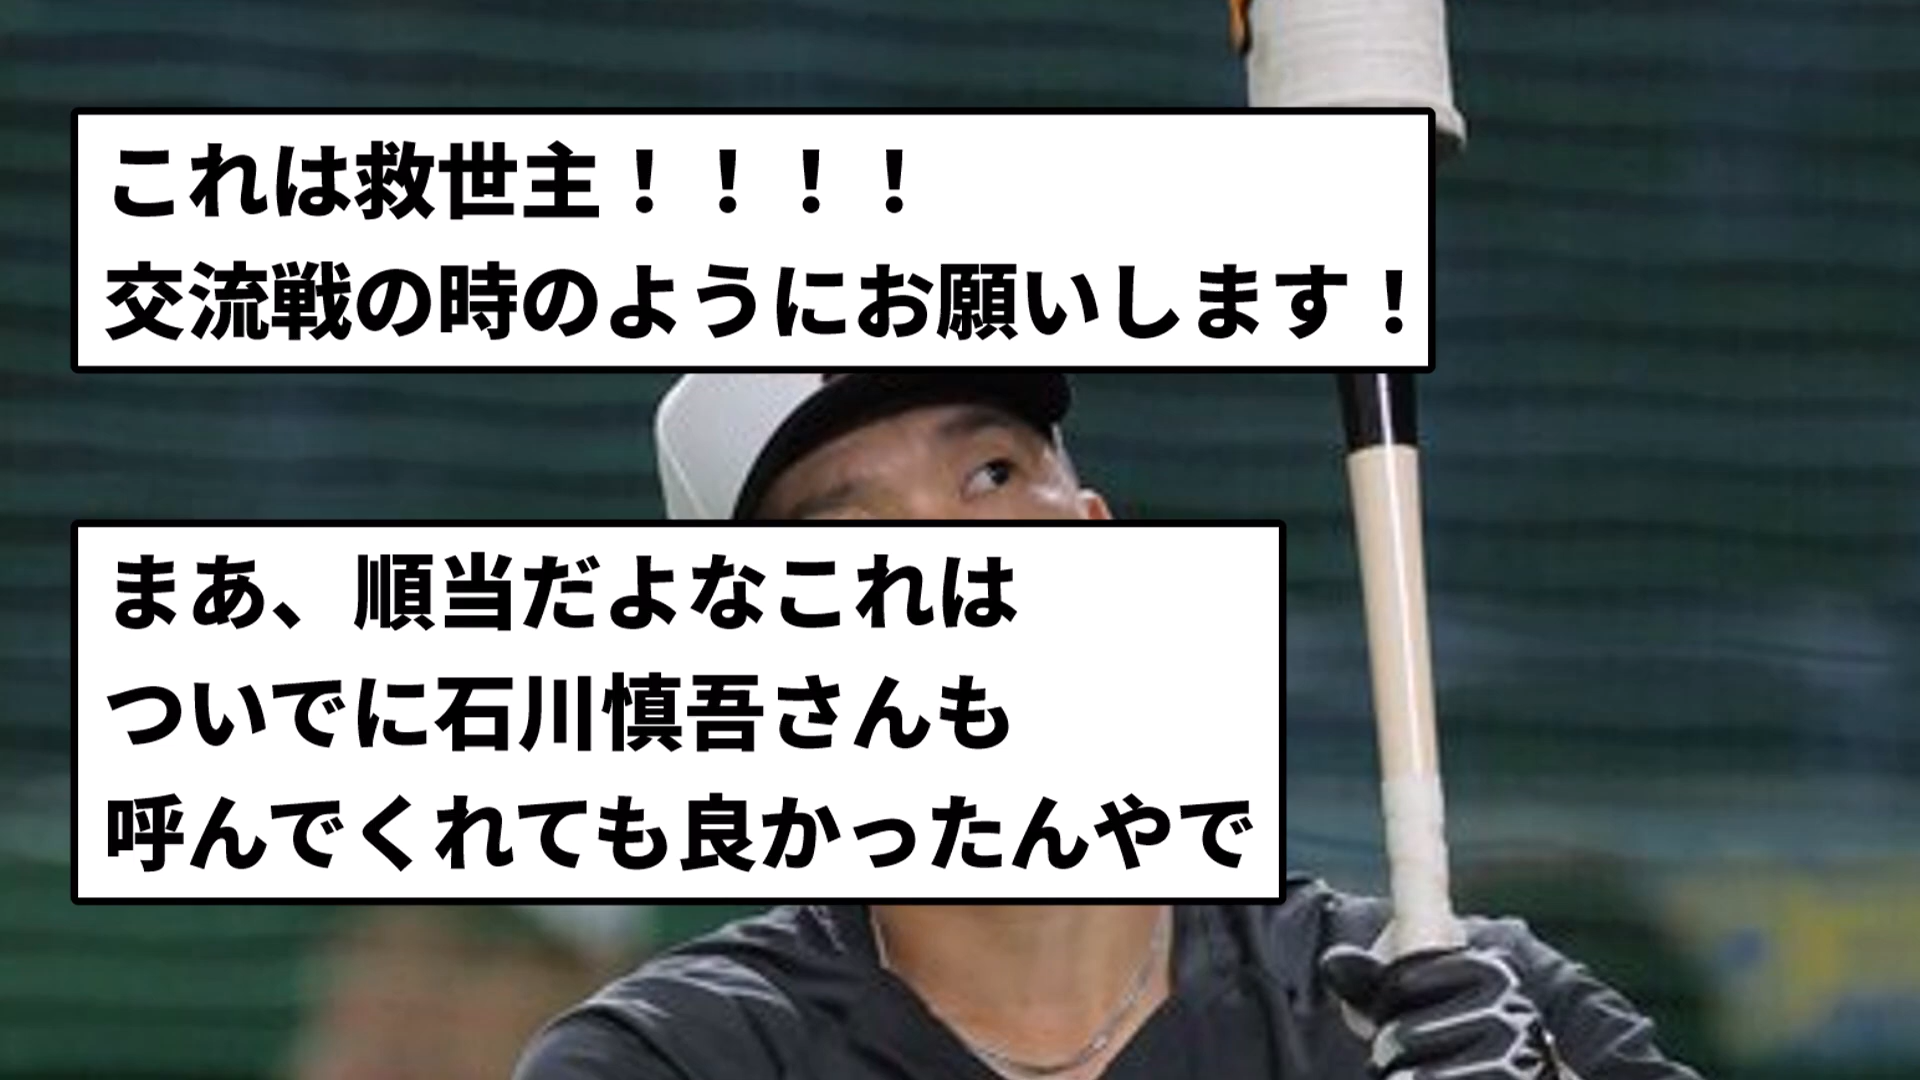 これは救世主！！！！
交流戦の時のようにお願いします！
まあ、順当だよなこれは
ついでに石川慎吾さんも
呼んでくれても良かったんやで